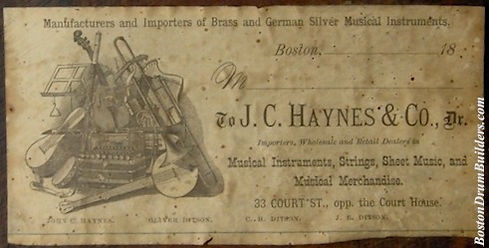 Manufacturers and Importers of Brass and German Silver Musical Instruments.
Boston, 18
M
To J. C. HAYNES & CO., Dr.
Importers, Wholesale and Retail Dealers in
Musical Instruments, Strings, Sheet Music, and
Musical Merchandise.
33 COURT ST., opp. the Court House.
JOHN C. HAYNES. OLIVER DITSON. C. H. DITSON. J. E. DITSON.
BostonDrumBuilders.com